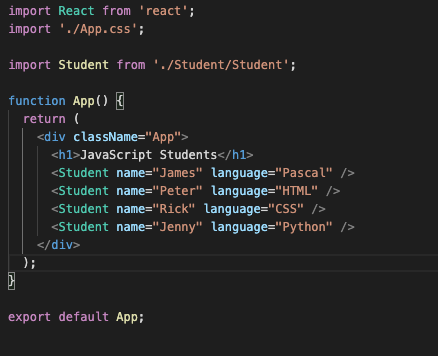 import React from 'react';
import './App.css';

import Student from './Student/Student';

function App() {
  return (
    <div className="App">
      <h1>JavaScript Students</h1>
      <Student name="James" language="Pascal" />
      <Student name="Peter" language="HTML" />
      <Student name="Rick" language="CSS" />
      <Student name="Jenny" language="Python" />
    </div>
  );
}

export default App;